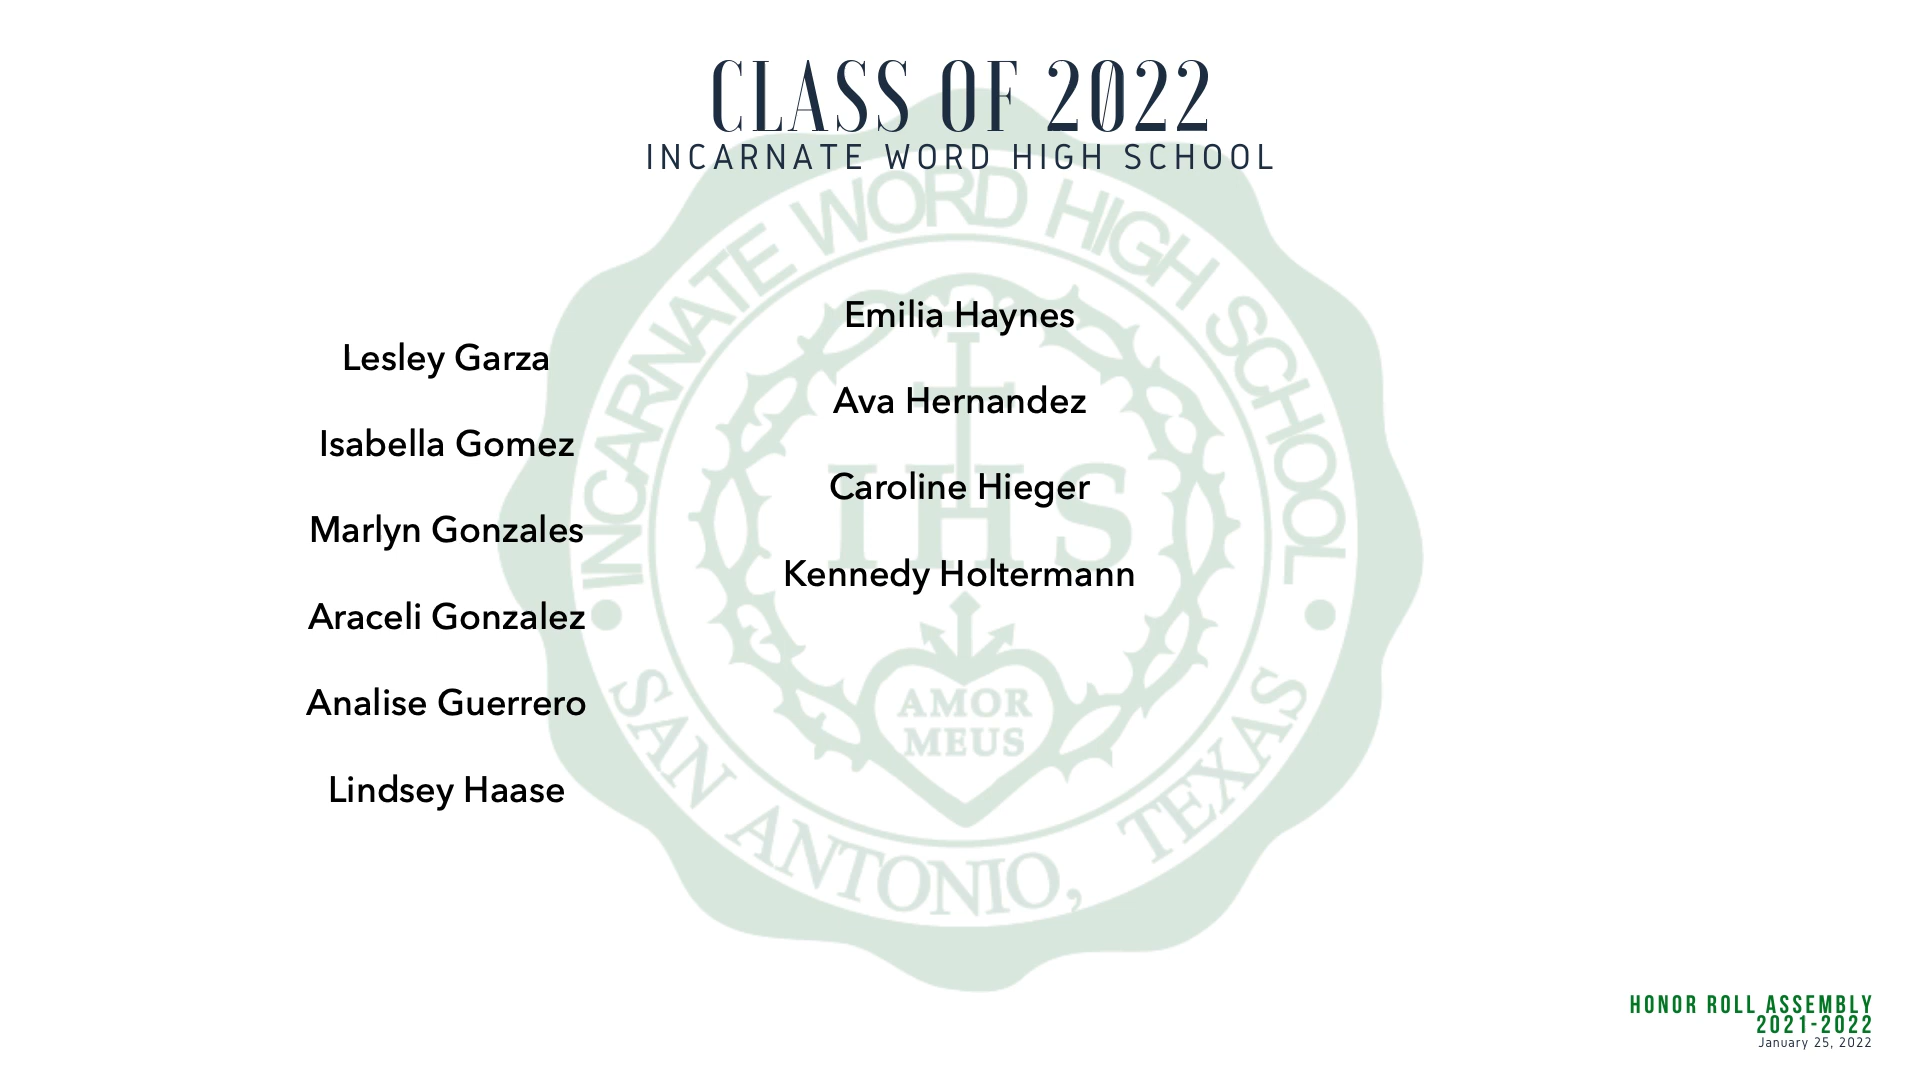 CLASS OF 2022
INCARNATE WORD HIGH SCHOOL
INCARNATE WORD HIGH SCHOOL
SAN ANTONIO, TEXAS
IHS
AMOR
MEUS
Lesley Garza
Isabella Gomez
Marlyn Gonzales
Araceli Gonzalez
Analise Guerrero
Lindsey Haase
Emilia Haynes
Ava Hernandez
Caroline Hieger
Kennedy Holtermann
HONOR ROLL ASSEMBLY
2021-2022
January 25, 2022